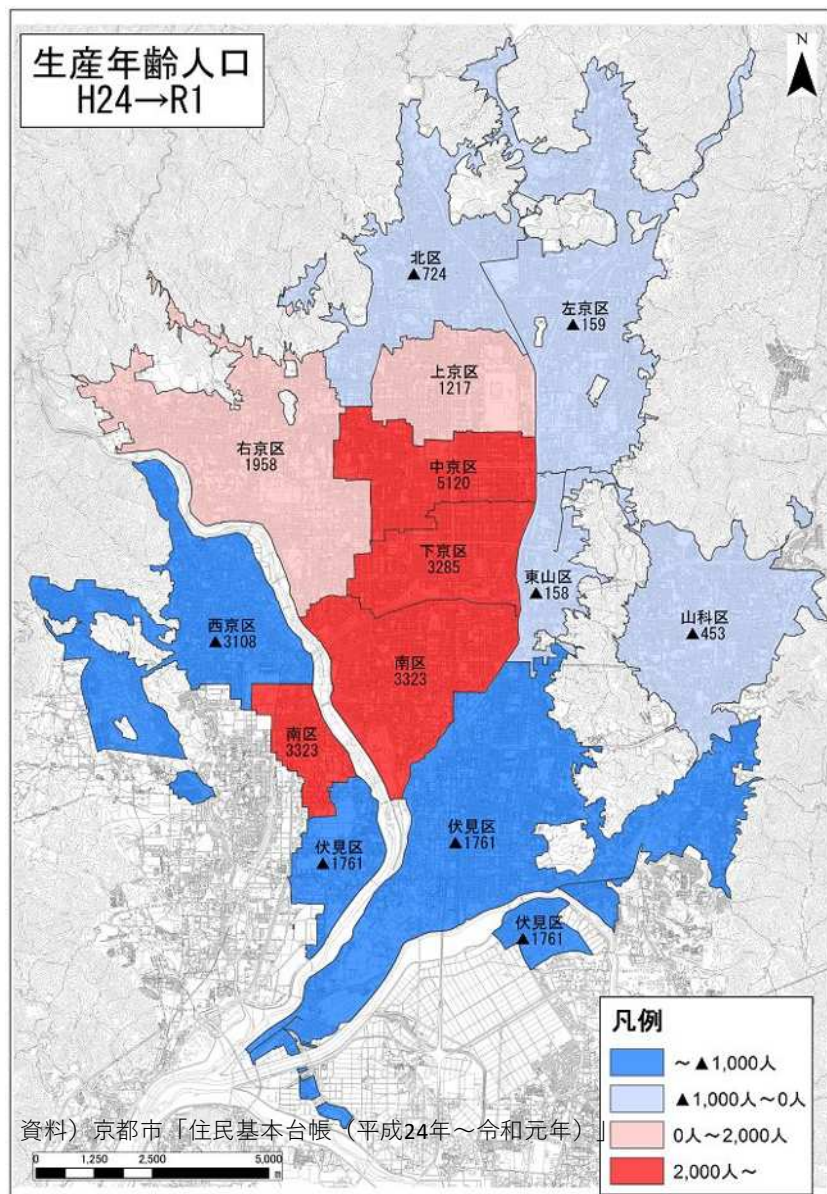 生産年齢人口
H24→R1
N
北区
▲724
左京区
▲159
上京区
1217
右京区
1958
中京区
5120
下京区
3285
東山区
▲158
山科区
▲453
西京区
▲3108
南区
3323
南区
3323
伏見区
▲1761
伏見区
▲1761
伏見区
▲1761
凡例
～▲1,000人
▲1,000人～0人
0人～2,000人
2,000人～
資料）京都市「住民基本台帳（平成24年～令和元年）」
0 1,250 2,500 5,000
m